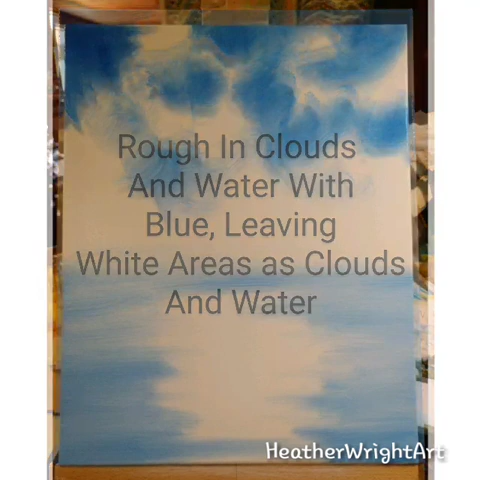 Rough In Clouds
And Water With
Blue, Leaving
White Areas as Clouds
And Water
HeatherWrightArt